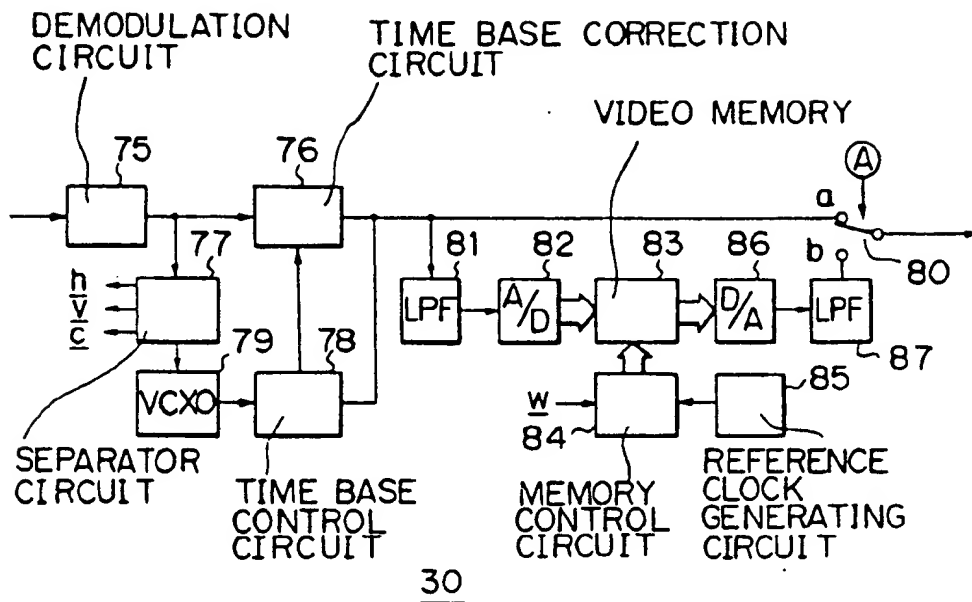 DEMODULATION
CIRCUIT
TIME BASE CORRECTION
CIRCUIT
VIDEO MEMORY
A
75
76
a
77
81
82
83
86
b
80
h
v
c
LPF
A/D
D/A
LPF
79
78
87
VCXO
w
84
85
SEPARATOR
CIRCUIT
TIME BASE
CONTROL
CIRCUIT
MEMORY
CONTROL
CIRCUIT
REFERENCE
CLOCK
GENERATING
CIRCUIT
30